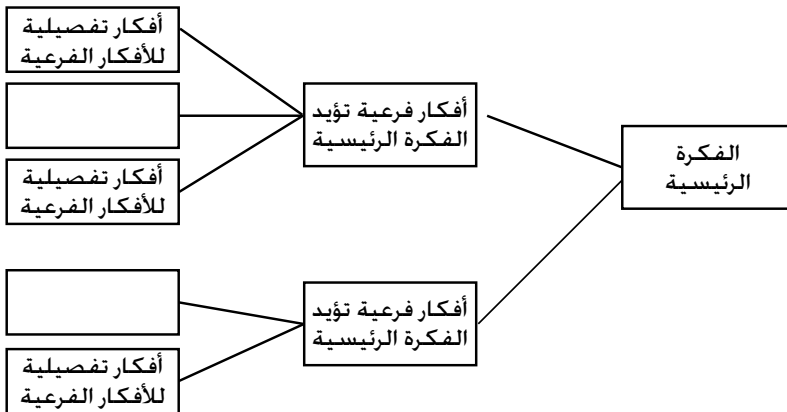 الفكرة
الرئيسية
أفكار فرعية تؤيد
الفكرة الرئيسية
أفكار تفصيلية
للأفكار الفرعية
أفكار تفصيلية
للأفكار الفرعية
أفكار فرعية تؤيد
الفكرة الرئيسية
أفكار تفصيلية
للأفكار الفرعية